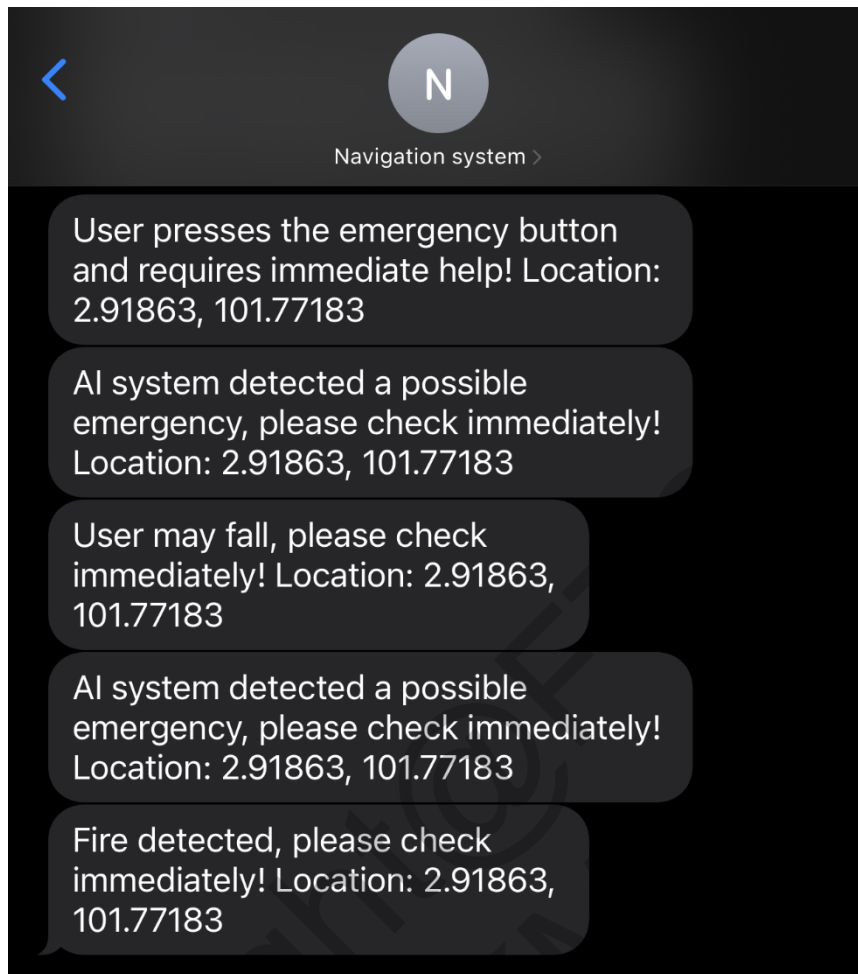 N
Navigation system
User presses the emergency button
and requires immediate help! Location:
2.91863, 101.77183
AI system detected a possible
emergency, please check immediately!
Location: 2.91863, 101.77183
User may fall, please check
immediately! Location: 2.91863,
101.77183
AI system detected a possible
emergency, please check immediately!
Location: 2.91863, 101.77183
Fire detected, please check
immediately! Location: 2.91863,
101.77183